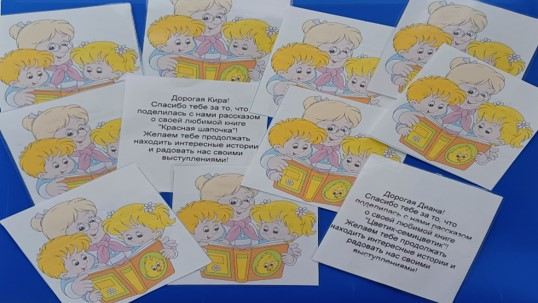 Дорогая Кира!
Спасибо тебе за то, что
поделилась с нами рассказом
о своей любимой книге
"Красная шапочка"!
Желаем тебе продолжать
находить интересные истории
и радовать нас своими
выступлениями!
Дорогая Диана!
Спасибо тебе за то, что
поделилась с нами рассказом
о своей любимой книге
"Цветик-семицветик"!
Желаем тебе продолжать
находить интересные истории и
радовать нас своими
выступлениями!